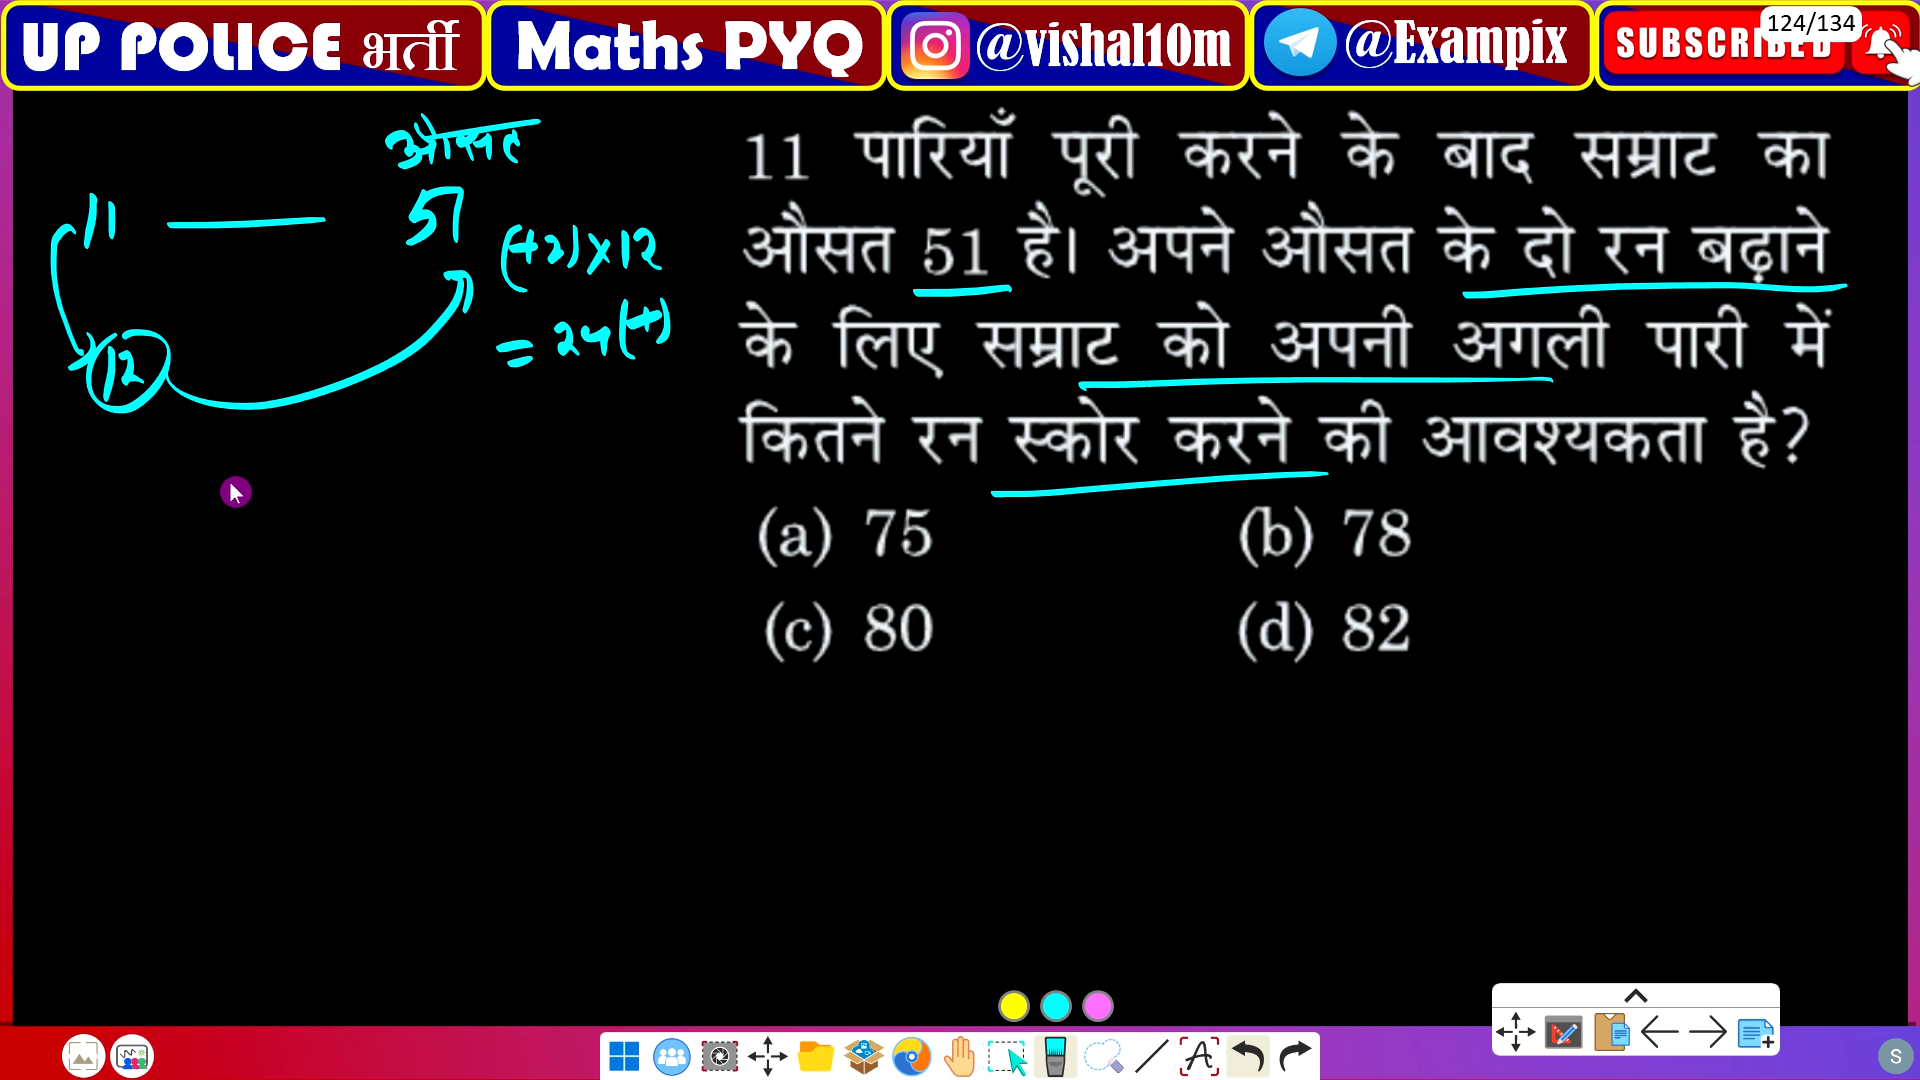 UP POLICE भर्ती Maths PYQ @vishal10m @Exampix SUBSCRIBED 124/134
औसत
11 — 51
(+2)×12
= 24(+)
12
11 पारियाँ पूरी करने के बाद सम्राट का
औसत 51 है। अपने औसत के दो रन बढ़ाने
के लिए सम्राट को अपनी अगली पारी में
कितने रन स्कोर करने की आवश्यकता है?
(a) 75 (b) 78
(c) 80 (d) 82
S